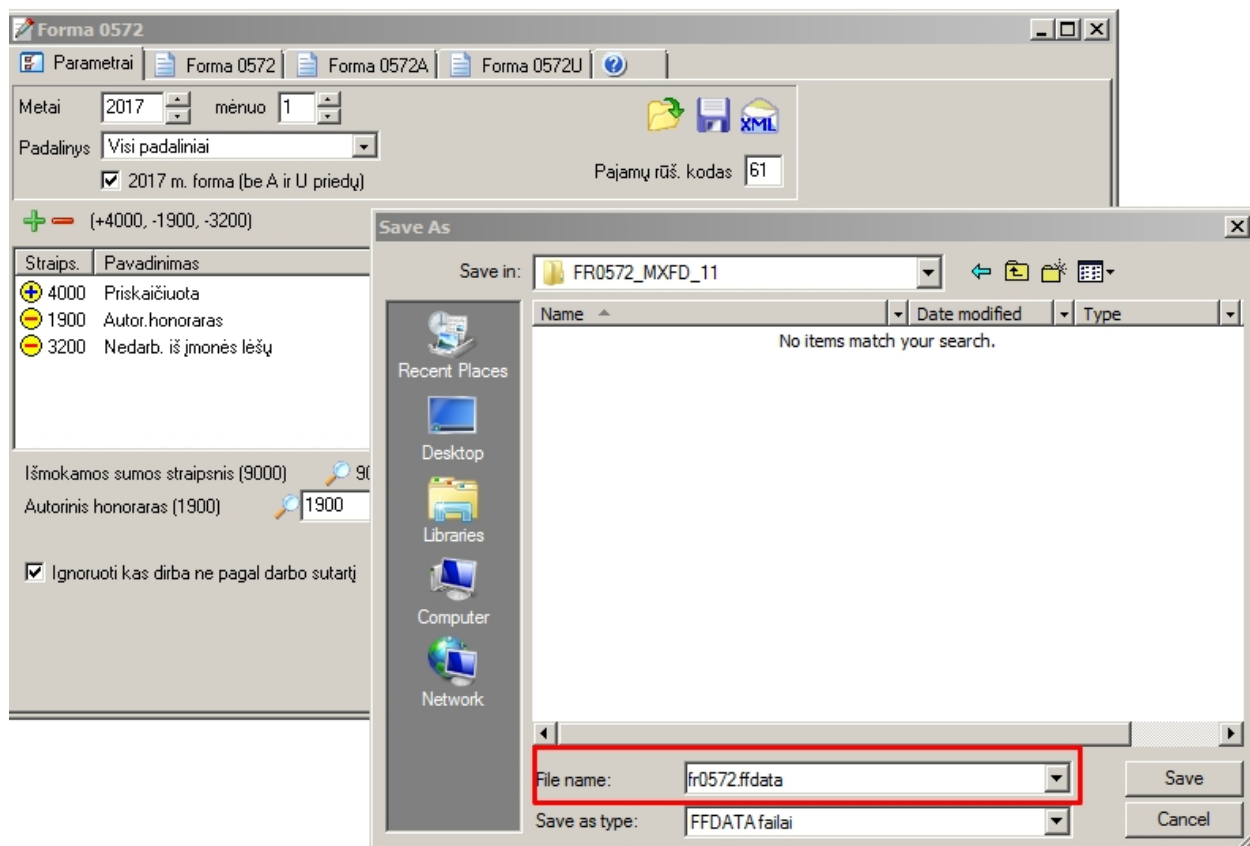 Forma 0572
Parametrai Forma 0572 Forma 0572A Forma 0572U
Metai 2017 mėnuo 1
XML
Padalinys Visi padaliniai
2017 m. forma (be A ir U priedų)
Pajamų rūš. kodas 61
(+4000, -1900, -3200)
Straips. Pavadinimas
4000 Priskaičiuota
1900 Autor.honoraras
3200 Nedarb. iš įmonės lėšų
Išmokamos sumos straipsnis (9000) 90
Autorinis honoraras (1900) 1900
Ignoruoti kas dirba ne pagal darbo sutartį
Save As
Save in: FR0572_MXFD_11
Name Date modified Type
No items match your search.
Recent Places
Desktop
Libraries
Computer
Network
File name: fr0572.ffdata Save
Save as type: FFDATA failai Cancel